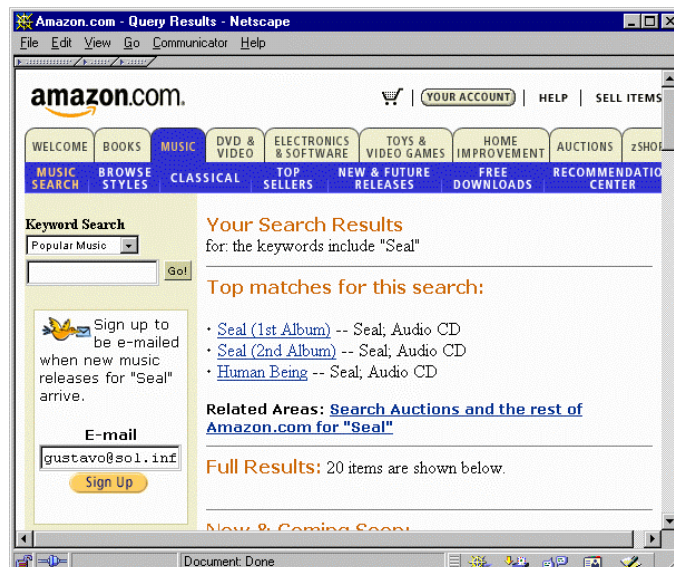 Amazon.com - Query Results - Netscape
File Edit View Go Communicator Help
amazon.com.
YOUR ACCOUNT | HELP | SELL ITEMS
WELCOME BOOKS MUSIC DVD & VIDEO ELECTRONICS & SOFTWARE TOYS & VIDEO GAMES HOME IMPROVEMENT AUCTIONS zSHOP
MUSIC SEARCH BROWSE STYLES CLASSICAL TOP SELLERS NEW & FUTURE RELEASES FREE DOWNLOADS RECOMMENDATIO CENTER
Keyword Search
Popular Music
Go!
Sign up to
be e-mailed
when new music
releases for "Seal"
arrive.
E-mail
gustavo@sol.inf
Sign Up
Your Search Results
for: the keywords include "Seal"
Top matches for this search:
• Seal (1st Album) -- Seal; Audio CD
• Seal (2nd Album) -- Seal; Audio CD
• Human Being -- Seal; Audio CD
Related Areas: Search Auctions and the rest of
Amazon.com for "Seal"
Full Results: 20 items are shown below.
Now & Coming Soon:
Document: Done